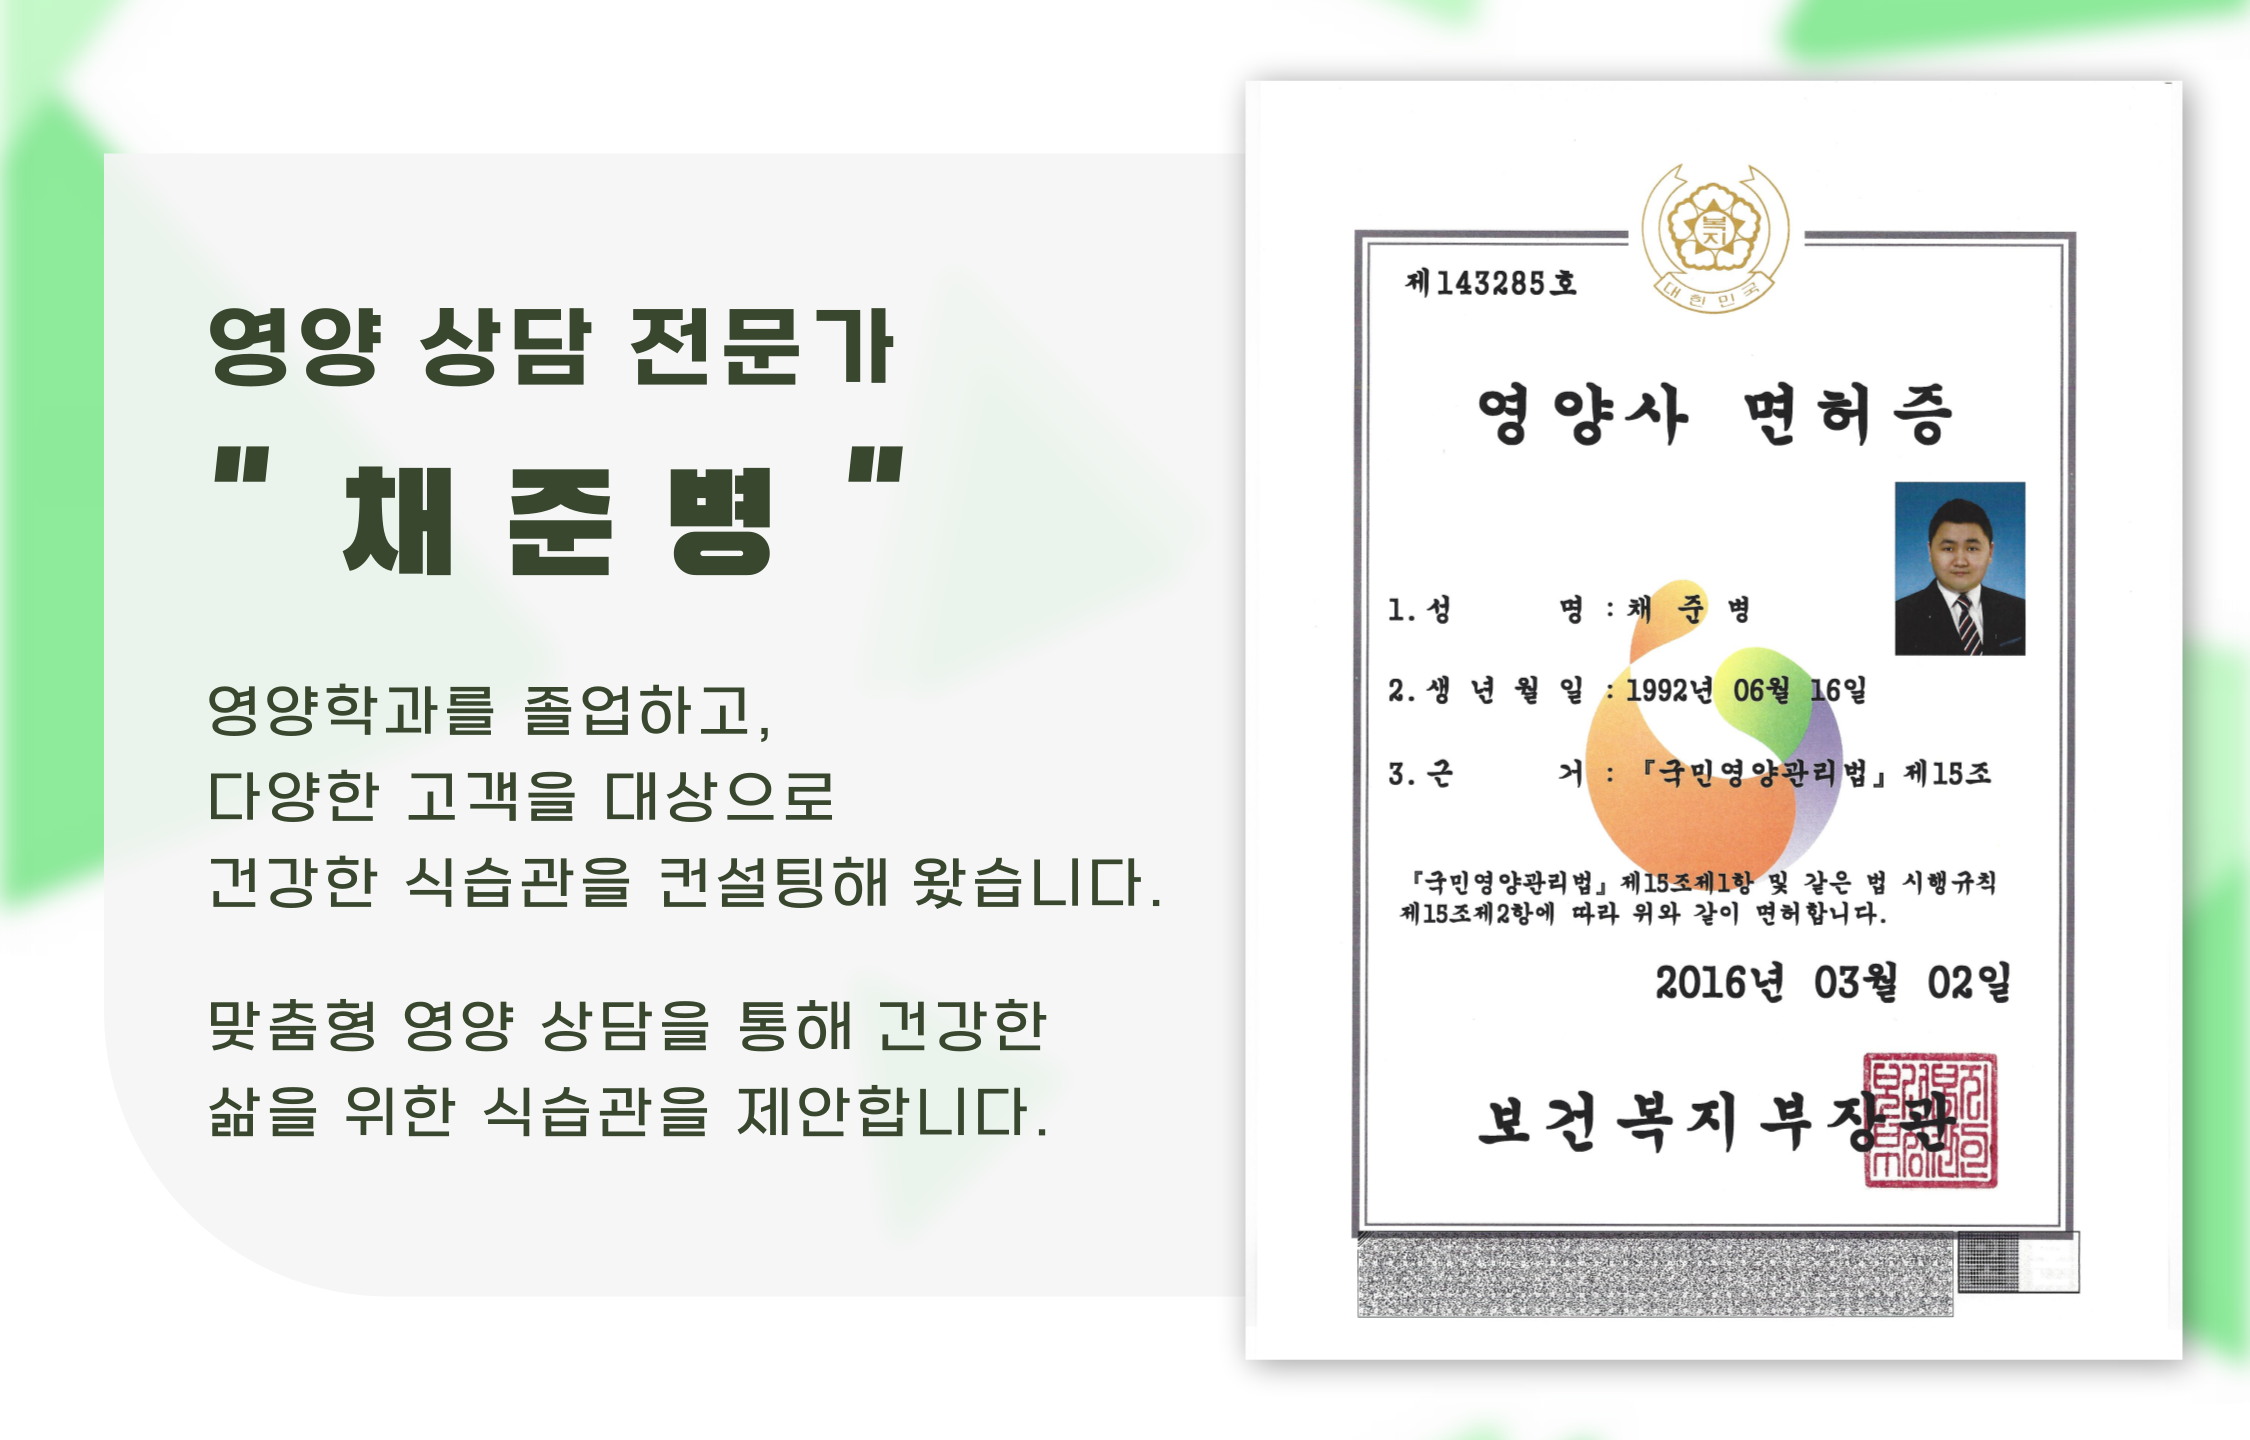 영양 상담 전문가
" 채 준 병 "
영양학과를 졸업하고,
다양한 고객을 대상으로
건강한 식습관을 컨설팅해 왔습니다.
맞춤형 영양 상담을 통해 건강한
삶을 위한 식습관을 제안합니다.
복지
대한민국
제143285호
영양사 면허증
1. 성 명 : 채 준 병
2. 생 년 월 일 : 1992년 06월 16일
3. 근 거 : 『국민영양관리법』제15조
『국민영양관리법』제15조제1항 및 같은 법 시행규칙
제15조제2항에 따라 위와 같이 면허합니다.
2016년 03월 02일
보건복지부장관